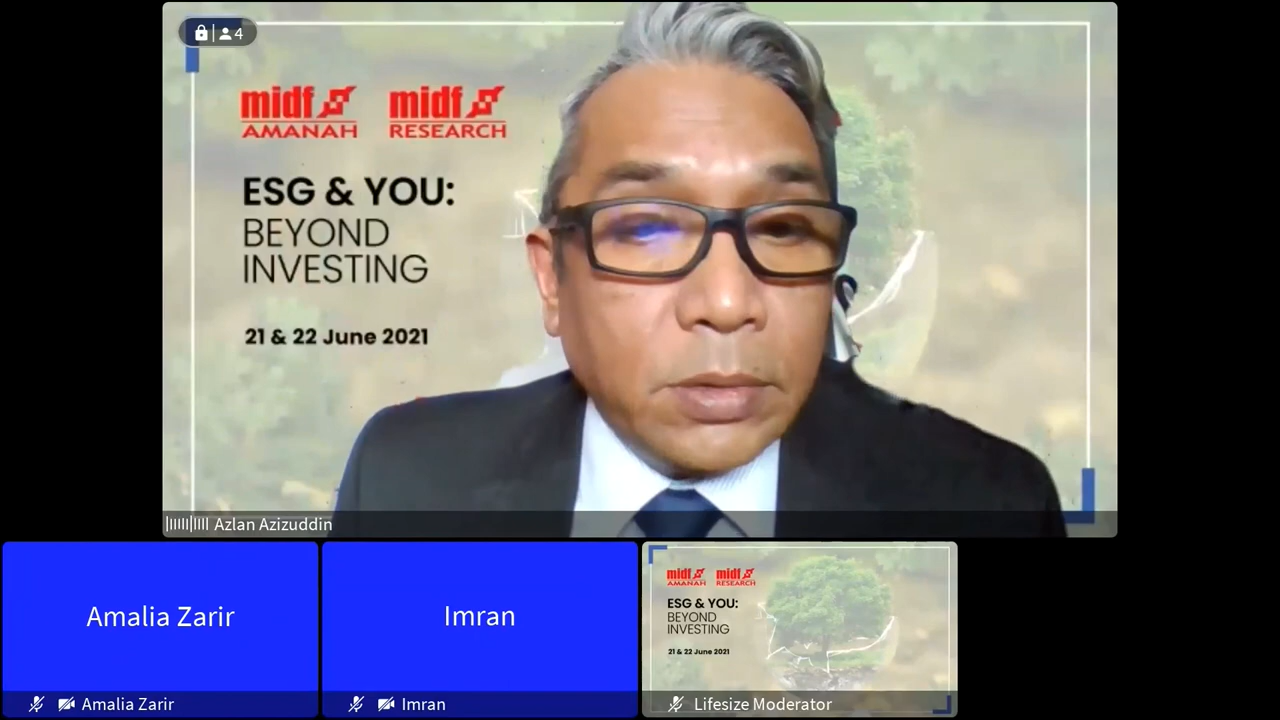 4
midf midf
AMANAH RESEARCH
ESG & YOU:
BEYOND
INVESTING
21 & 22 June 2021
Azlan Azizuddin
Amalia Zarir
Amalia Zarir
Imran
Imran
midf midf
AMANAH RESEARCH
ESG & YOU:
BEYOND
INVESTING
21 & 22 June 2021
Lifesize Moderator